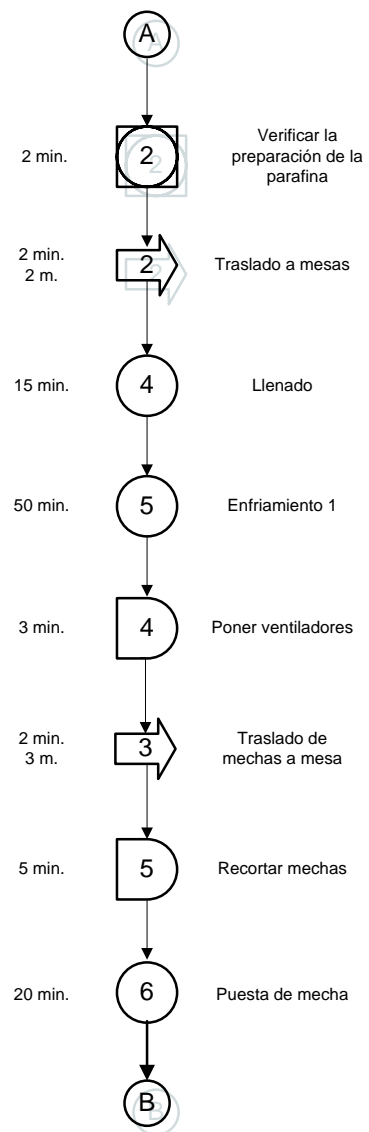 A
2 min.
2
Verificar la
preparación de la
parafina
2 min.
2 m.
2
Traslado a mesas
15 min.
4
Llenado
50 min.
5
Enfriamiento 1
3 min.
4
Poner ventiladores
2 min.
3 m.
3
Traslado de
mechas a mesa
5 min.
5
Recortar mechas
20 min.
6
Puesta de mecha
B